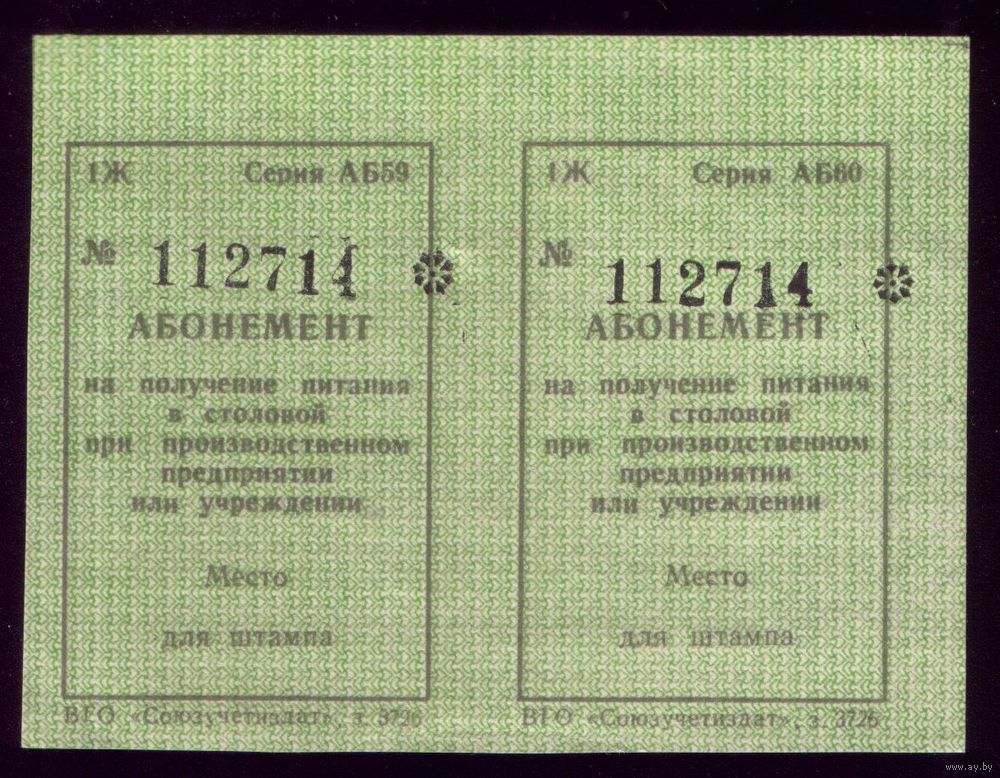 1Ж Серия АБ59
№ 112714
АБОНЕМЕНТ
на получение питания
в столовой
при производственном
предприятии
или учреждении
Место
для штампа
ВГО «Союзучетиздат», з. 3726
1Ж Серия АБ60
№ 112714
АБОНЕМЕНТ
на получение питания
в столовой
при производственном
предприятии
или учреждении
Место
для штампа
ВГО «Союзучетиздат», з. 3726
www.ay.by